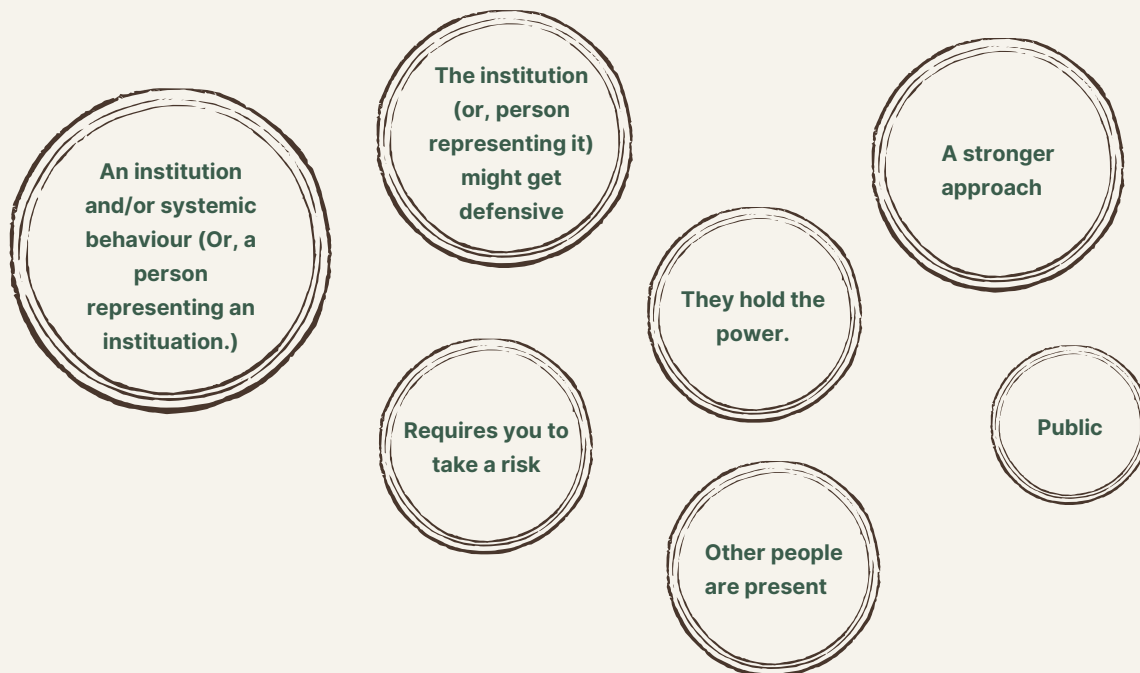 An institution
and/or systemic
behaviour (Or, a
person
representing an
instituation.)
The institution
(or, person
representing it)
might get
defensive
A stronger
approach
They hold the
power.
Requires you to
take a risk
Public
Other people
are present